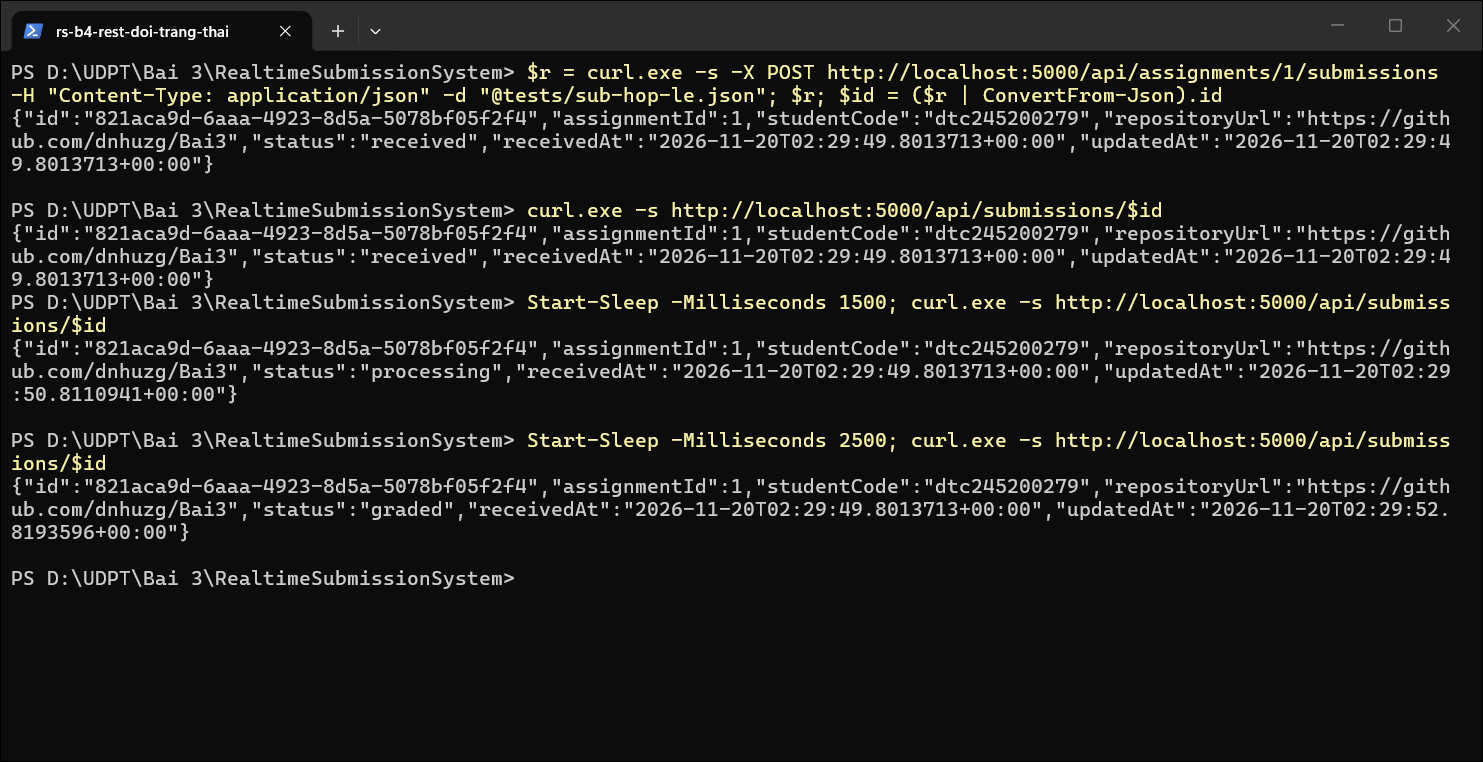 rs-b4-rest-doi-trang-thai
PS D:\UDPT\Bai 3\RealtimeSubmissionSystem> $r = curl.exe -s -X POST http://localhost:5000/api/assignments/1/submissions
-H "Content-Type: application/json" -d "@tests/sub-hop-le.json"; $r; $id = ($r | ConvertFrom-Json).id
{"id":"821aca9d-6aaa-4923-8d5a-5078bf05f2f4","assignmentId":1,"studentCode":"dtc245200279","repositoryUrl":"https://gith
ub.com/dnhuzg/Bai3","status":"received","receivedAt":"2026-11-20T02:29:49.8013713+00:00","updatedAt":"2026-11-20T02:29:4
9.8013713+00:00"}
PS D:\UDPT\Bai 3\RealtimeSubmissionSystem> curl.exe -s http://localhost:5000/api/submissions/$id
{"id":"821aca9d-6aaa-4923-8d5a-5078bf05f2f4","assignmentId":1,"studentCode":"dtc245200279","repositoryUrl":"https://gith
ub.com/dnhuzg/Bai3","status":"received","receivedAt":"2026-11-20T02:29:49.8013713+00:00","updatedAt":"2026-11-20T02:29:4
9.8013713+00:00"}
PS D:\UDPT\Bai 3\RealtimeSubmissionSystem> Start-Sleep -Milliseconds 1500; curl.exe -s http://localhost:5000/api/submiss
ions/$id
{"id":"821aca9d-6aaa-4923-8d5a-5078bf05f2f4","assignmentId":1,"studentCode":"dtc245200279","repositoryUrl":"https://gith
ub.com/dnhuzg/Bai3","status":"processing","receivedAt":"2026-11-20T02:29:49.8013713+00:00","updatedAt":"2026-11-20T02:29
:50.8110941+00:00"}
PS D:\UDPT\Bai 3\RealtimeSubmissionSystem> Start-Sleep -Milliseconds 2500; curl.exe -s http://localhost:5000/api/submiss
ions/$id
{"id":"821aca9d-6aaa-4923-8d5a-5078bf05f2f4","assignmentId":1,"studentCode":"dtc245200279","repositoryUrl":"https://gith
ub.com/dnhuzg/Bai3","status":"graded","receivedAt":"2026-11-20T02:29:49.8013713+00:00","updatedAt":"2026-11-20T02:29:52.
8193596+00:00"}
PS D:\UDPT\Bai 3\RealtimeSubmissionSystem>